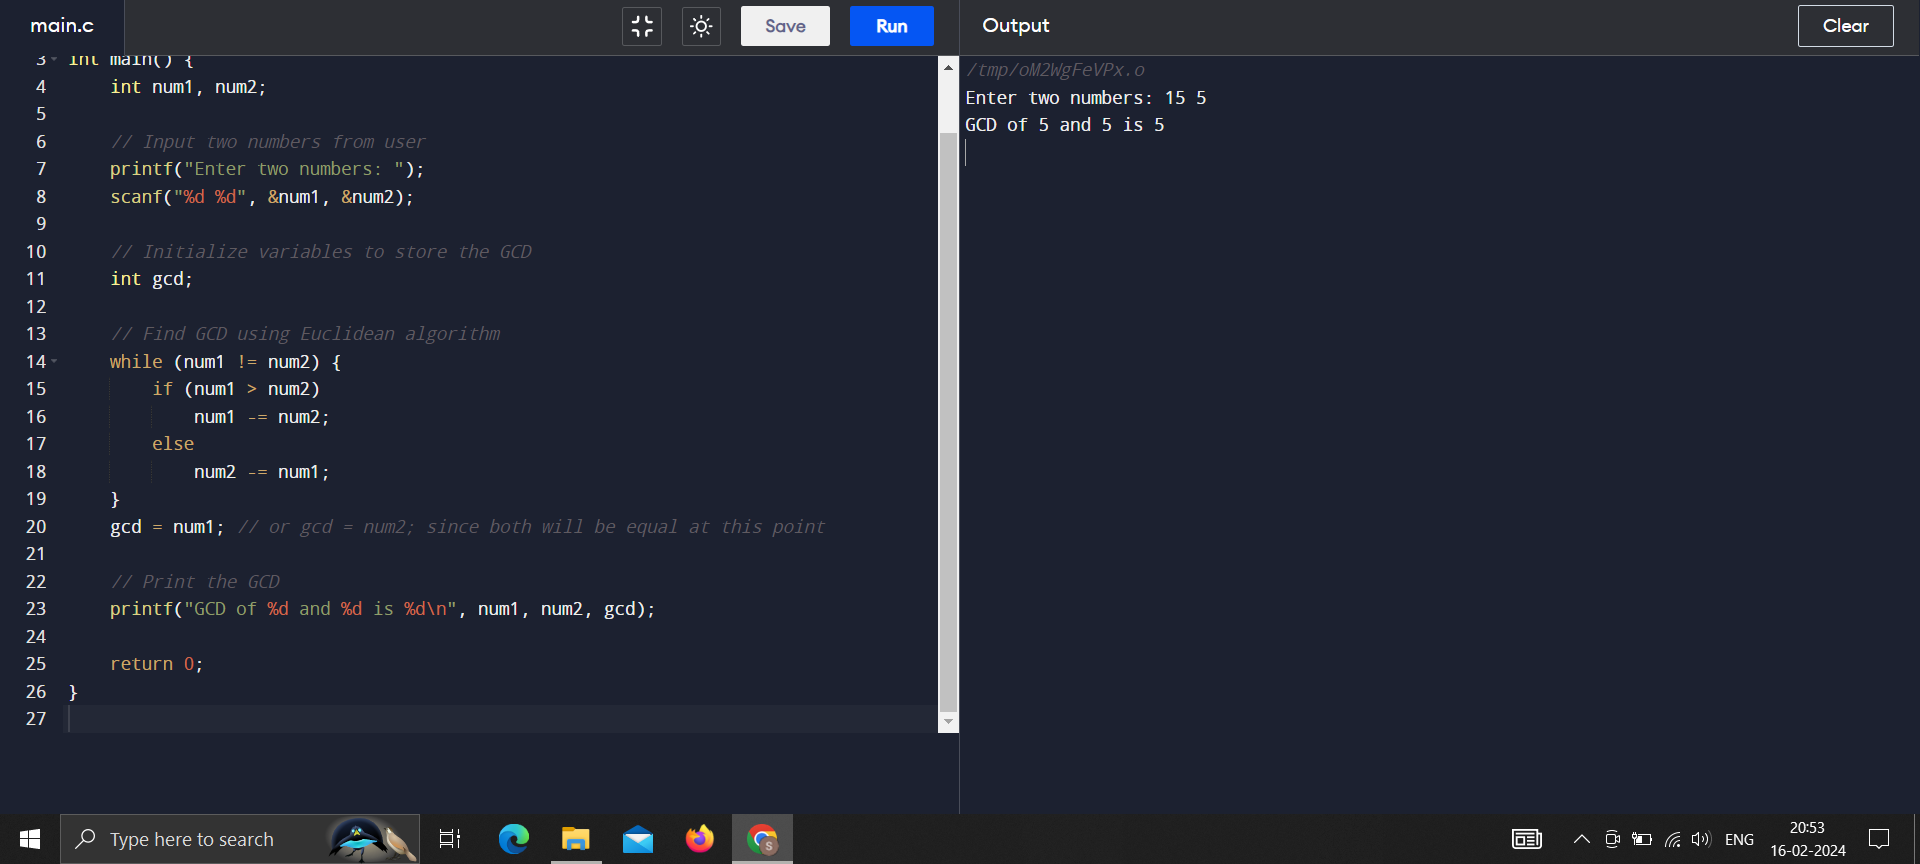 main.c
Save
Run
Output
Clear
3 int main() {
4 int num1, num2;
5
6 // Input two numbers from user
7 printf("Enter two numbers: ");
8 scanf("%d %d", &num1, &num2);
9
10 // Initialize variables to store the GCD
11 int gcd;
12
13 // Find GCD using Euclidean algorithm
14 while (num1 != num2) {
15 if (num1 > num2)
16 num1 -= num2;
17 else
18 num2 -= num1;
19 }
20 gcd = num1; // or gcd = num2; since both will be equal at this point
21
22 // Print the GCD
23 printf("GCD of %d and %d is %d\n", num1, num2, gcd);
24
25 return 0;
26 }
27
/tmp/oM2WgFeVPx.o
Enter two numbers: 15 5
GCD of 5 and 5 is 5
Type here to search
S
ENG
20:53
16-02-2024